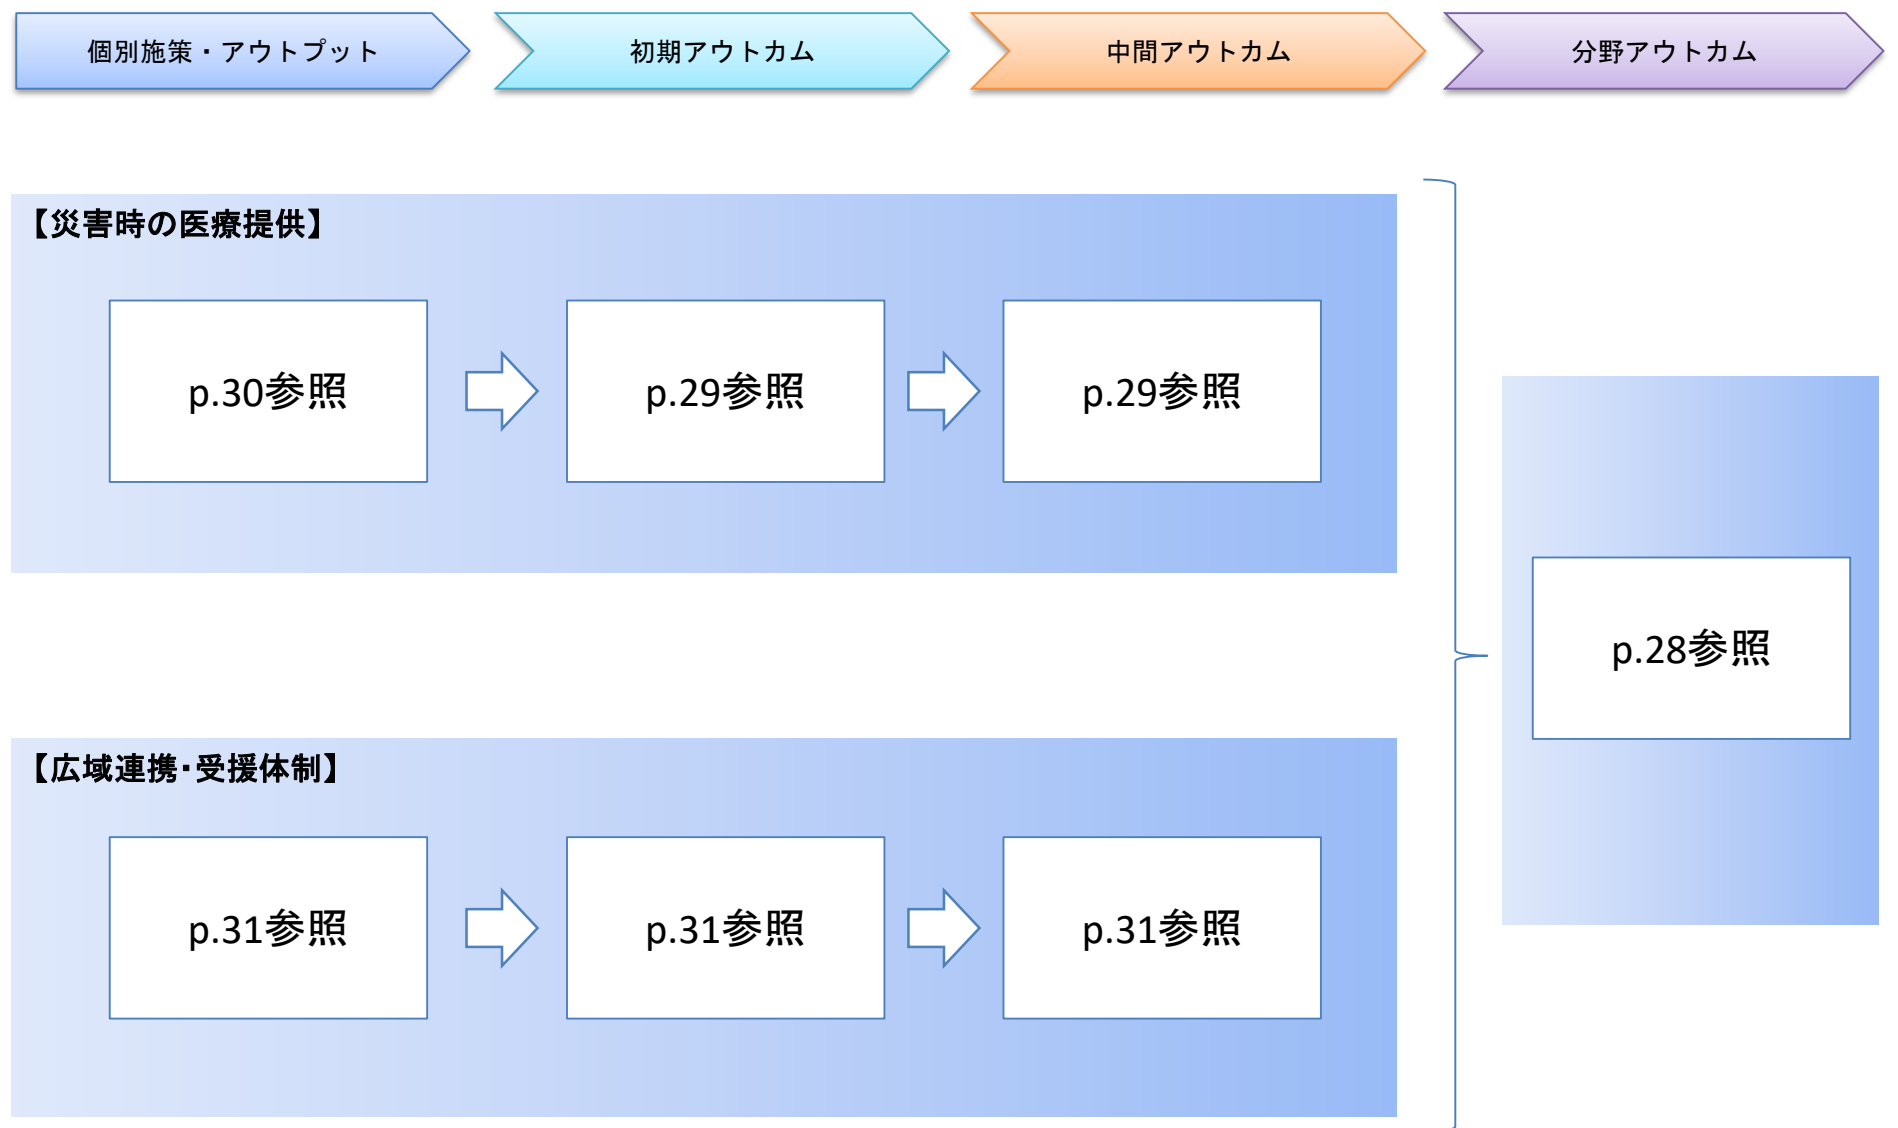 個別施策・アウトプット
初期アウトカム
中間アウトカム
分野アウトカム
【災害時の医療提供】
p.30参照
p.29参照
p.29参照
p.28参照
【広域連携・受援体制】
p.31参照
p.31参照
p.31参照